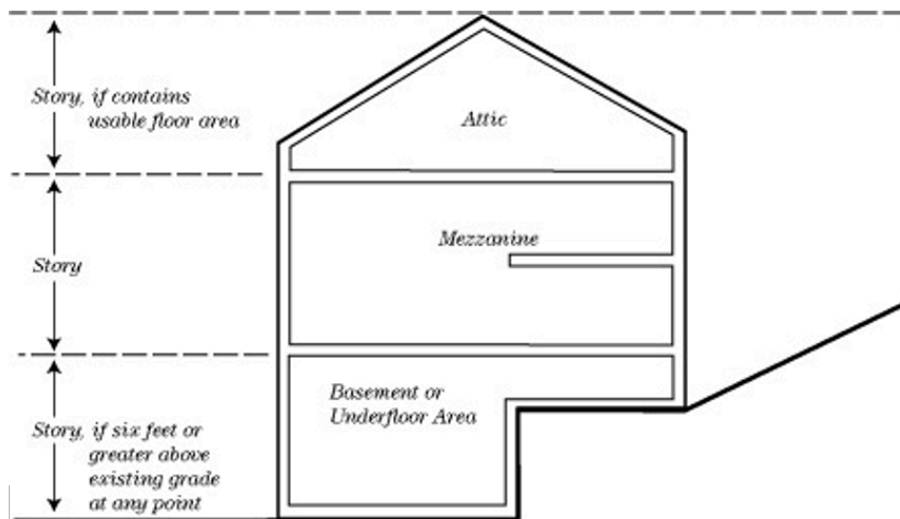 Story, if contains
usable floor area
Attic
Story
Mezzanine
Story, if six feet or
greater above
existing grade
at any point
Basement or
Underfloor Area